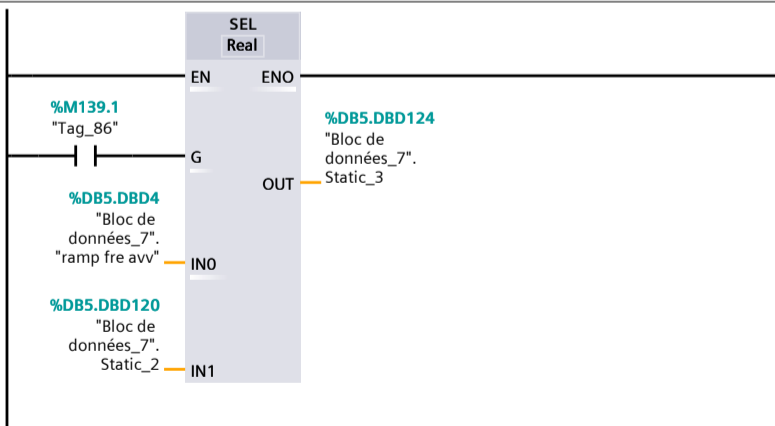 SEL
Real
EN
ENO
%M139.1
"Tag_86"
G
%DB5.DBD124
"Bloc de
données_7".
Static_3
OUT
%DB5.DBD4
"Bloc de
données_7".
"ramp fre avv"
IN0
%DB5.DBD120
"Bloc de
données_7".
Static_2
IN1